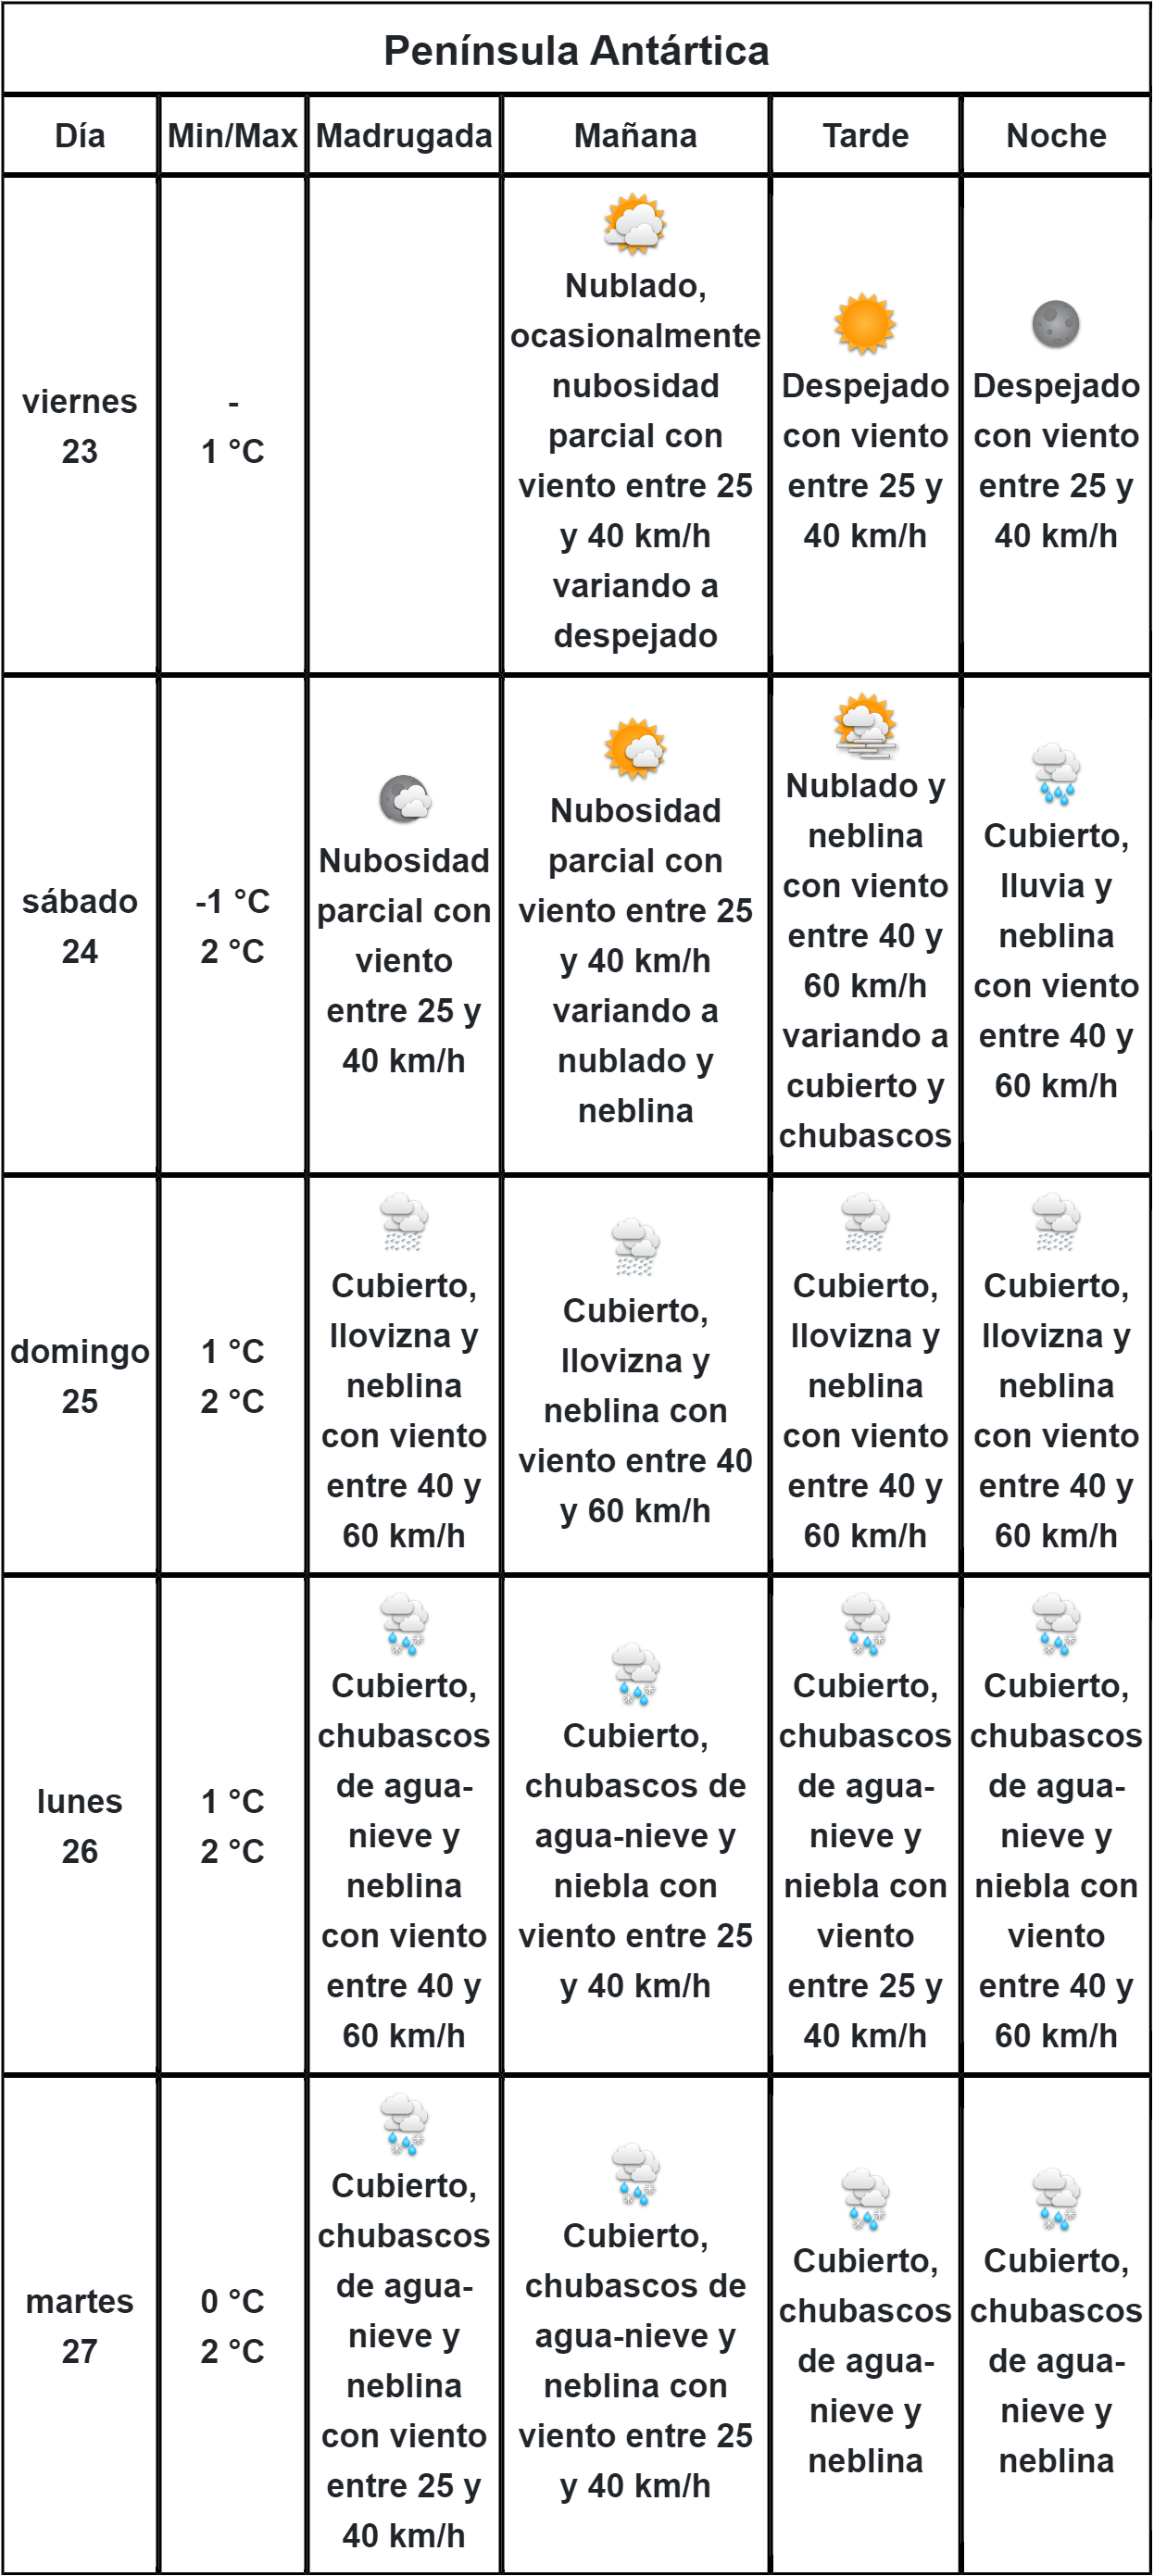 Península Antártica
Día
Min/Max
Madrugada
Mañana
Tarde
Noche
viernes
23
-
1 °C
Nublado,
ocasionalmente
nubosidad
parcial con
viento entre 25
y 40 km/h
variando a
despejado
Despejado
con viento
entre 25 y
40 km/h
Despejado
con viento
entre 25 y
40 km/h
sábado
24
-1 °C
2 °C
Nubosidad
parcial con
viento
entre 25 y
40 km/h
Nubosidad
parcial con
viento entre 25
y 40 km/h
variando a
nublado y
neblina
Nublado y
neblina
con viento
entre 40 y
60 km/h
variando a
cubierto y
chubascos
Cubierto,
lluvia y
neblina
con viento
entre 40 y
60 km/h
domingo
25
1 °C
2 °C
Cubierto,
llovizna y
neblina
con viento
entre 40 y
60 km/h
Cubierto,
llovizna y
neblina con
viento entre 40
y 60 km/h
Cubierto,
llovizna y
neblina
con viento
entre 40 y
60 km/h
Cubierto,
llovizna y
neblina
con viento
entre 40 y
60 km/h
lunes
26
1 °C
2 °C
Cubierto,
chubascos
de agua-
nieve y
neblina
con viento
entre 40 y
60 km/h
Cubierto,
chubascos de
agua-nieve y
niebla con
viento entre 25
y 40 km/h
Cubierto,
chubascos
de agua-
nieve y
niebla con
viento
entre 25 y
40 km/h
Cubierto,
chubascos
de agua-
nieve y
niebla con
viento
entre 40 y
60 km/h
martes
27
0 °C
2 °C
Cubierto,
chubascos
de agua-
nieve y
neblina
con viento
entre 25 y
40 km/h
Cubierto,
chubascos de
agua-nieve y
neblina con
viento entre 25
y 40 km/h
Cubierto,
chubascos
de agua-
nieve y
neblina
Cubierto,
chubascos
de agua-
nieve y
neblina